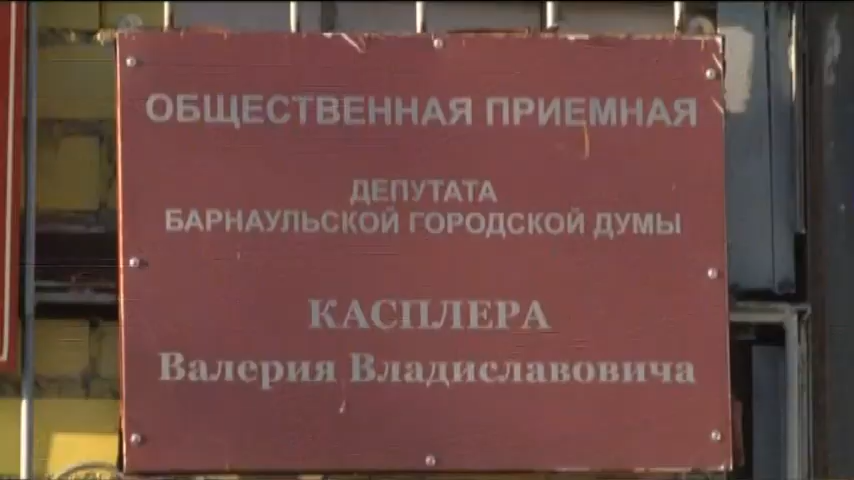 ОБЩЕСТВЕННАЯ ПРИЕМНАЯ
ДЕПУТАТА
БАРНАУЛЬСКОЙ ГОРОДСКОЙ ДУМЫ
КАСПЛЕРА
Валерия Владиславовича